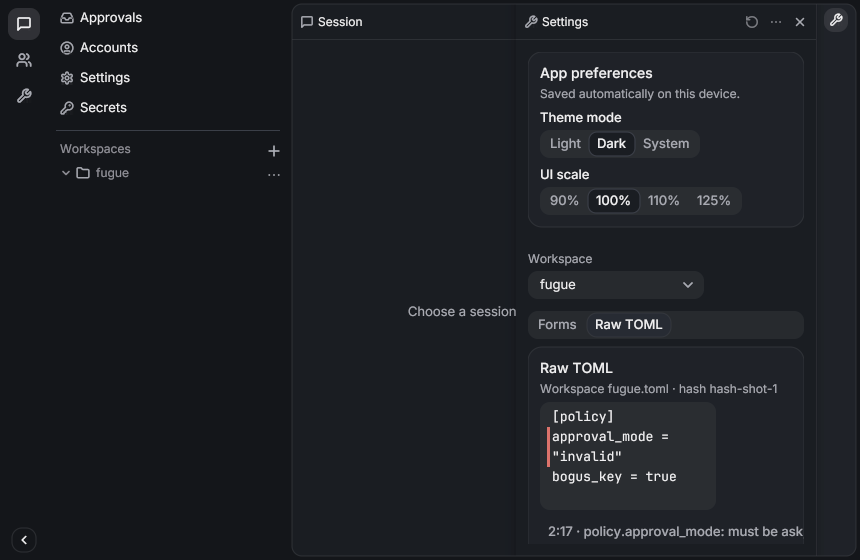 Approvals
Accounts
Settings
Secrets
Workspaces
fugue
Session
Choose a session
Settings
App preferences
Saved automatically on this device.
Theme mode
Light Dark System
UI scale
90% 100% 110% 125%
Workspace
fugue
Forms Raw TOML
Raw TOML
Workspace fugue.toml · hash hash-shot-1
[policy]
approval_mode =
"invalid"
bogus_key = true
2:17 · policy.approval_mode: must be ask